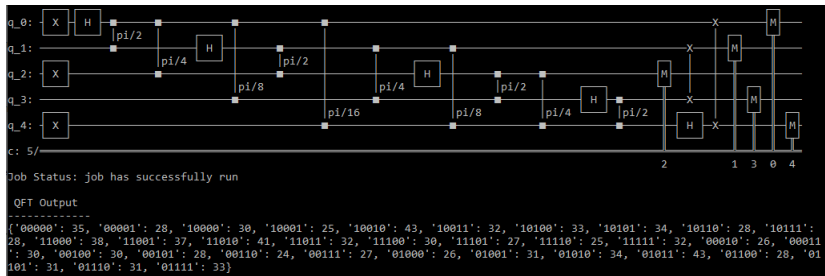 q_0: X H M
pi/2
q_1: H M
pi/4 pi/2
q_2: X H M
pi/8 pi/4 pi/2
q_3: H M
pi/16 pi/8 pi/4 pi/2
q_4: X H M
c: 5/
2 1 3 0 4
Job Status: job has successfully run
QFT Output
-------------
{'00000': 35, '00001': 28, '10000': 30, '10001': 25, '10010': 43, '10011': 32, '10100': 33, '10101': 34, '10110': 28, '10111':
28, '11000': 38, '11001': 37, '11010': 41, '11011': 32, '11100': 30, '11101': 27, '11110': 25, '11111': 32, '00010': 26, '00011
': 30, '00100': 30, '00101': 28, '00110': 24, '00111': 27, '01000': 26, '01001': 31, '01010': 34, '01011': 43, '01100': 28, '01
101': 31, '01110': 31, '01111': 33}